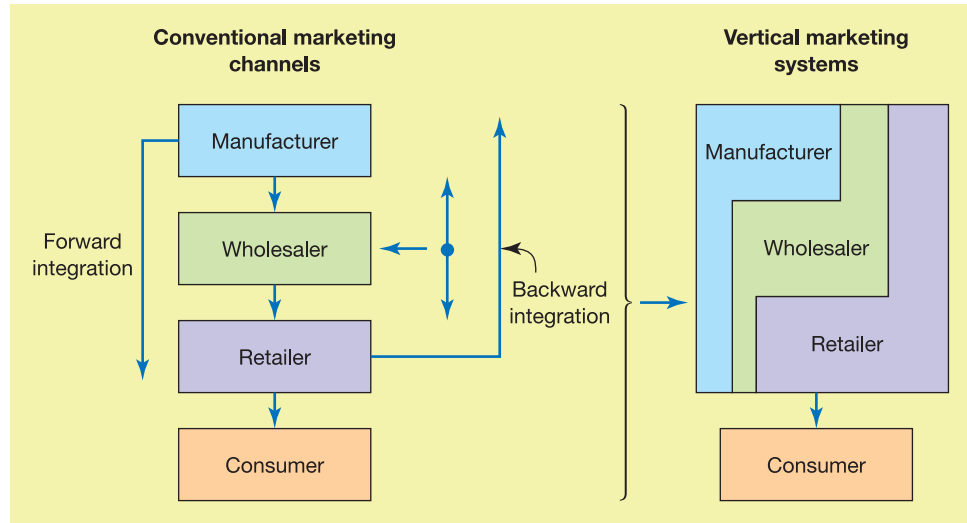 Conventional marketing
channels
Manufacturer
Wholesaler
Retailer
Consumer
Forward
integration
Backward
integration
Vertical marketing
systems
Manufacturer
Wholesaler
Retailer
Consumer